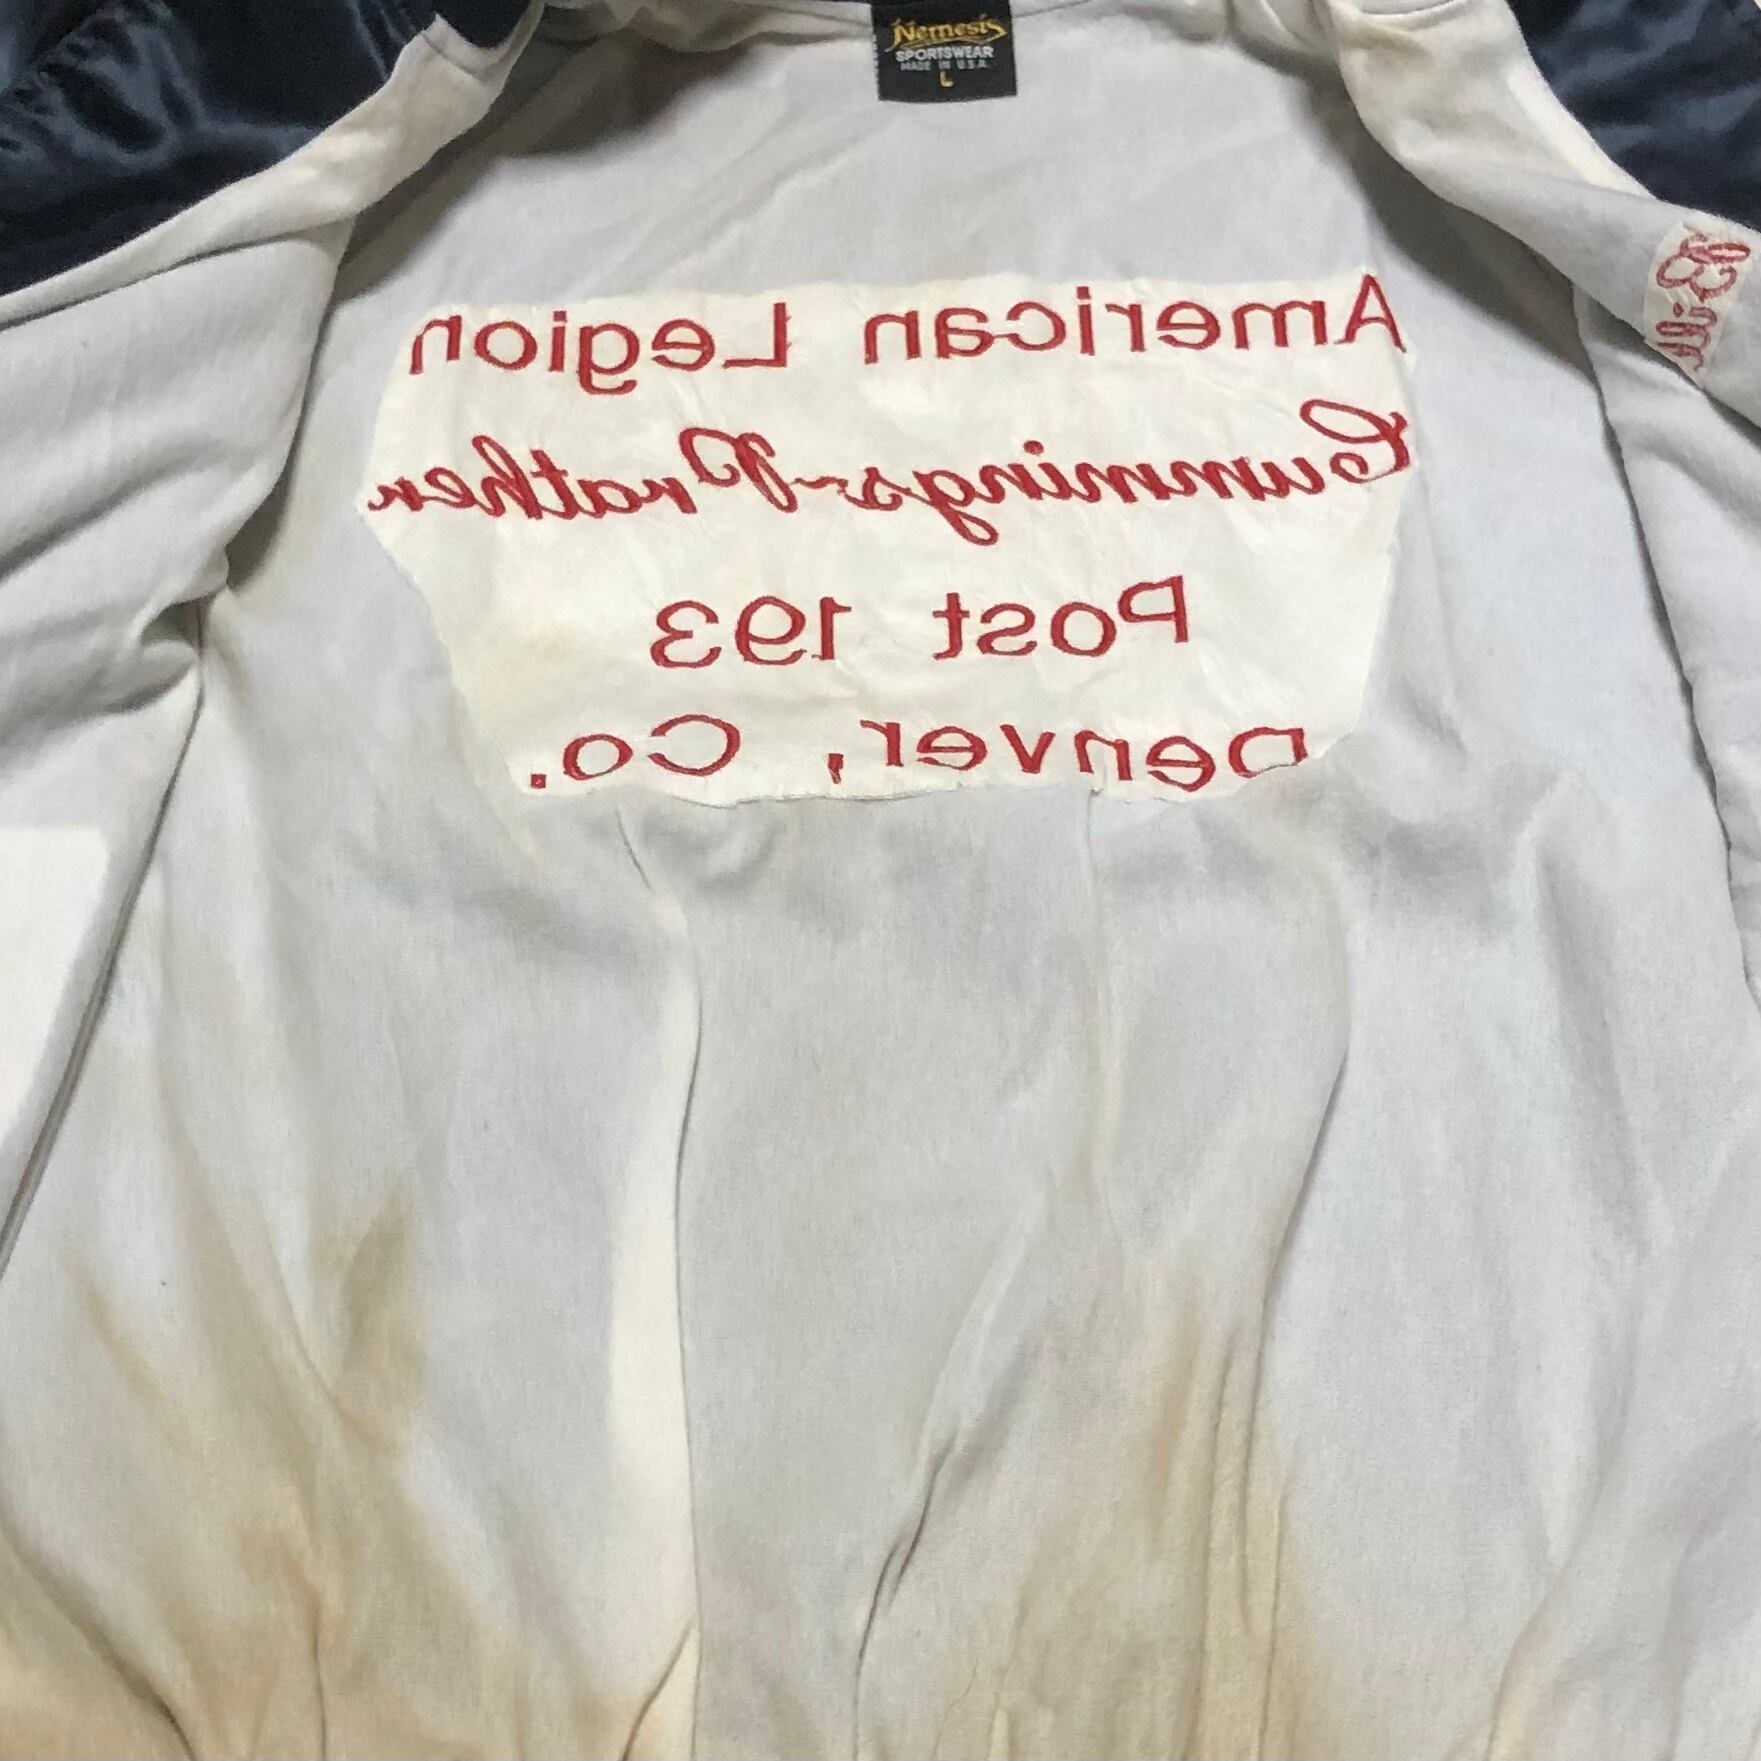 Nemesis
SPORTSWEAR
MADE IN U.S.A.
L
American Legion
Cummings-Prather
Post 193
Denver, Co.